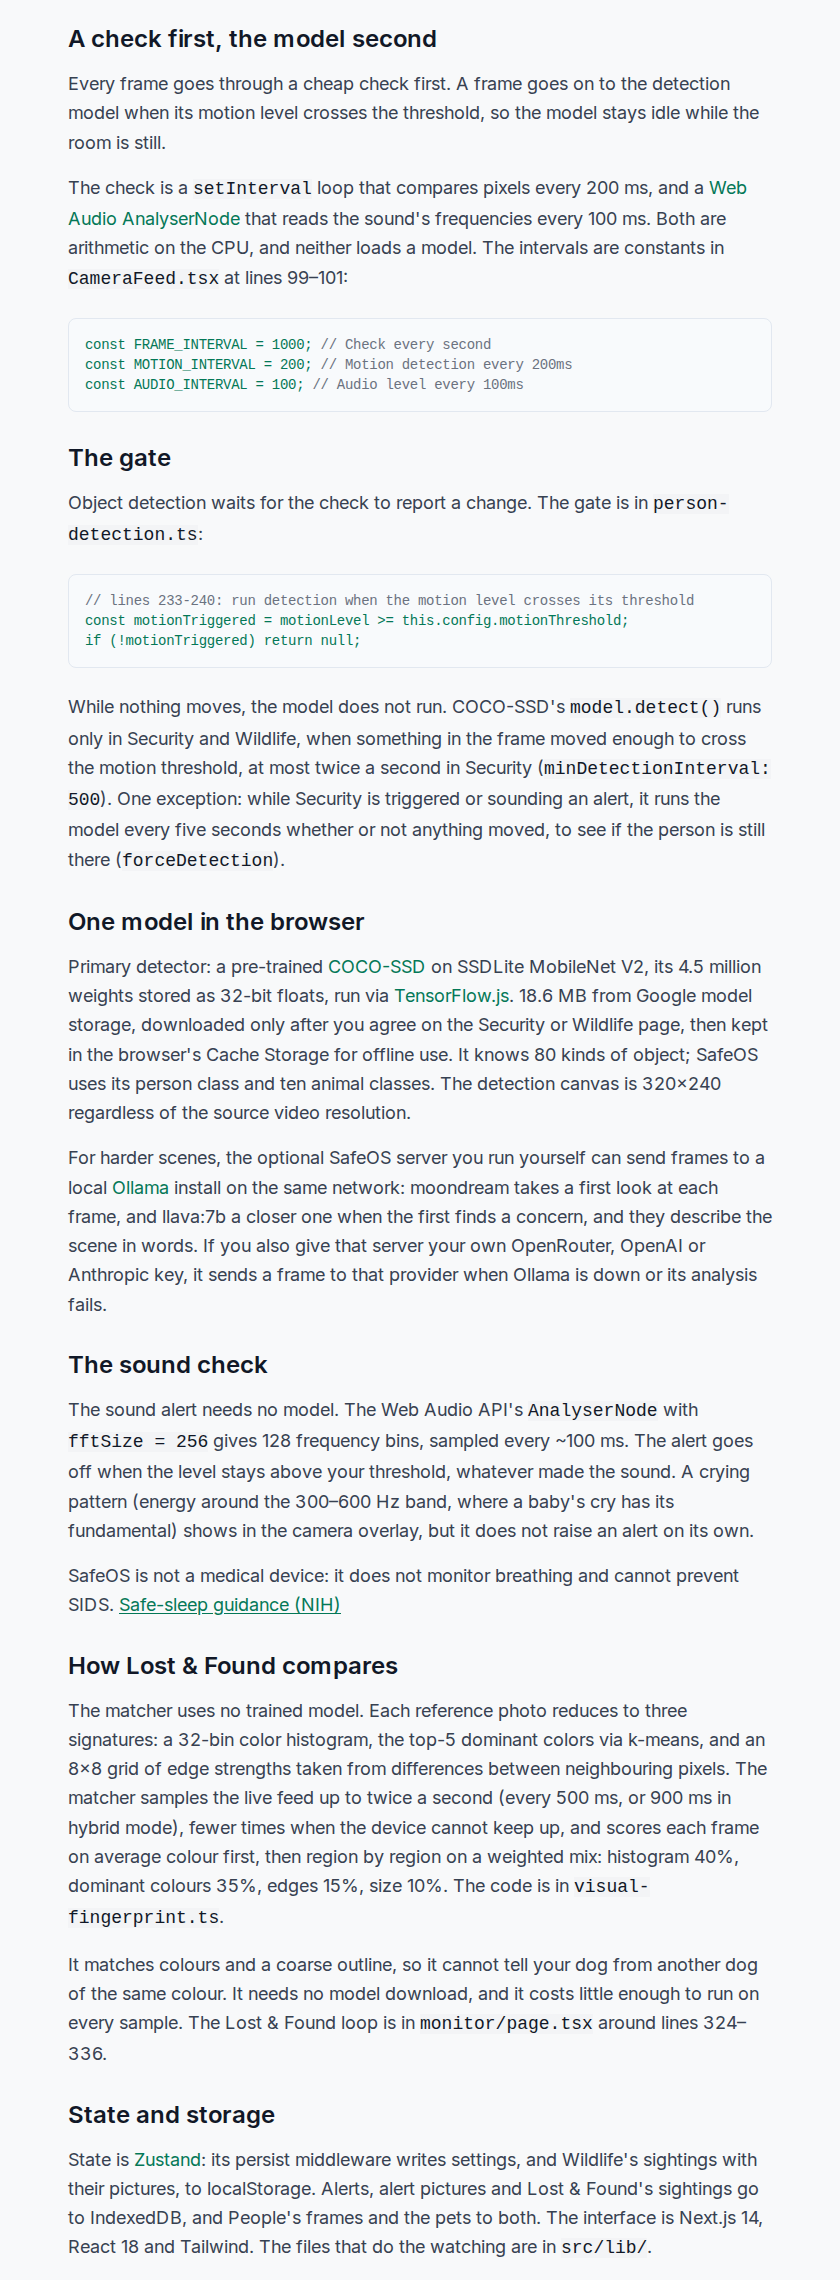 A check first, the model second
Every frame goes through a cheap check first. A frame goes on to the detection
model when its motion level crosses the threshold, so the model stays idle while the
room is still.
The check is a setInterval loop that compares pixels every 200 ms, and a Web
Audio AnalyserNode that reads the sound's frequencies every 100 ms. Both are
arithmetic on the CPU, and neither loads a model. The intervals are constants in
CameraFeed.tsx at lines 99–101:
const FRAME_INTERVAL = 1000; // Check every second
const MOTION_INTERVAL = 200; // Motion detection every 200ms
const AUDIO_INTERVAL = 100; // Audio level every 100ms
The gate
Object detection waits for the check to report a change. The gate is in person-
detection.ts:
// lines 233-240: run detection when the motion level crosses its threshold
const motionTriggered = motionLevel >= this.config.motionThreshold;
if (!motionTriggered) return null;
While nothing moves, the model does not run. COCO-SSD's model.detect() runs
only in Security and Wildlife, when something in the frame moved enough to cross
the motion threshold, at most twice a second in Security (minDetectionInterval:
500). One exception: while Security is triggered or sounding an alert, it runs the
model every five seconds whether or not anything moved, to see if the person is still
there (forceDetection).
One model in the browser
Primary detector: a pre-trained COCO-SSD on SSDLite MobileNet V2, its 4.5 million
weights stored as 32-bit floats, run via TensorFlow.js. 18.6 MB from Google model
storage, downloaded only after you agree on the Security or Wildlife page, then kept
in the browser's Cache Storage for offline use. It knows 80 kinds of object; SafeOS
uses its person class and ten animal classes. The detection canvas is 320×240
regardless of the source video resolution.
For harder scenes, the optional SafeOS server you run yourself can send frames to a
local Ollama install on the same network: moondream takes a first look at each
frame, and llava:7b a closer one when the first finds a concern, and they describe the
scene in words. If you also give that server your own OpenRouter, OpenAI or
Anthropic key, it sends a frame to that provider when Ollama is down or its analysis
fails.
The sound check
The sound alert needs no model. The Web Audio API's AnalyserNode with
fftSize = 256 gives 128 frequency bins, sampled every ~100 ms. The alert goes
off when the level stays above your threshold, whatever made the sound. A crying
pattern (energy around the 300–600 Hz band, where a baby's cry has its
fundamental) shows in the camera overlay, but it does not raise an alert on its own.
SafeOS is not a medical device: it does not monitor breathing and cannot prevent
SIDS. Safe-sleep guidance (NIH)
How Lost & Found compares
The matcher uses no trained model. Each reference photo reduces to three
signatures: a 32-bin color histogram, the top-5 dominant colors via k-means, and an
8×8 grid of edge strengths taken from differences between neighbouring pixels. The
matcher samples the live feed up to twice a second (every 500 ms, or 900 ms in
hybrid mode), fewer times when the device cannot keep up, and scores each frame
on average colour first, then region by region on a weighted mix: histogram 40%,
dominant colours 35%, edges 15%, size 10%. The code is in visual-
fingerprint.ts.
It matches colours and a coarse outline, so it cannot tell your dog from another dog
of the same colour. It needs no model download, and it costs little enough to run on
every sample. The Lost & Found loop is in monitor/page.tsx around lines 324–
336.
State and storage
State is Zustand: its persist middleware writes settings, and Wildlife's sightings with
their pictures, to localStorage. Alerts, alert pictures and Lost & Found's sightings go
to IndexedDB, and People's frames and the pets to both. The interface is Next.js 14,
React 18 and Tailwind. The files that do the watching are in src/lib/.